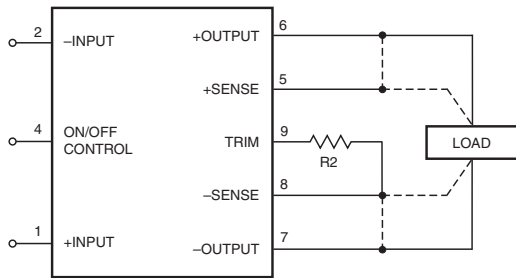 2
–INPUT
+OUTPUT
6
+SENSE
5
4
ON/OFF
CONTROL
TRIM
9
R2
LOAD
–SENSE
8
1
+INPUT
–OUTPUT
7